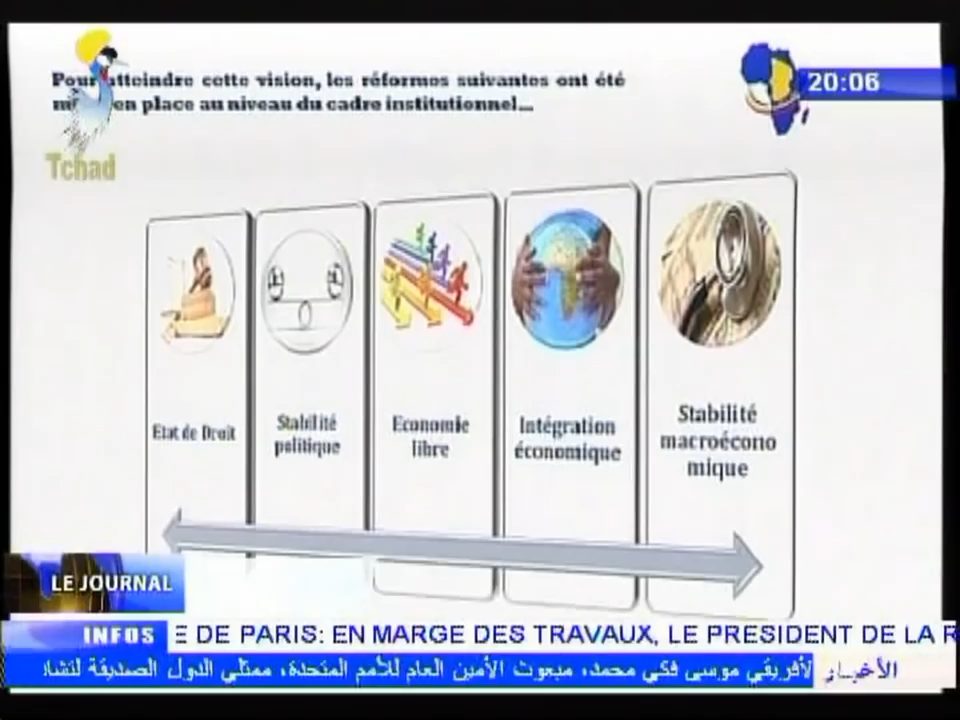 Pour atteindre cette vision, les réformes suivantes ont été
en place au niveau du cadre institutionnel...
20:06
Tchad
Etat de Droit
Stabilité
politique
Economie
libre
Intégration
économique
Stabilité
macroécono
mique
LE JOURNAL
INFOS
E DE PARIS: EN MARGE DES TRAVAUX, LE PRESIDENT DE LA R
لأفريقي موسى فكي محمد، مبعوث الأمين العام للأمم المتحدة، ممثلي الدول الصديقة لتشاد
الأخبار